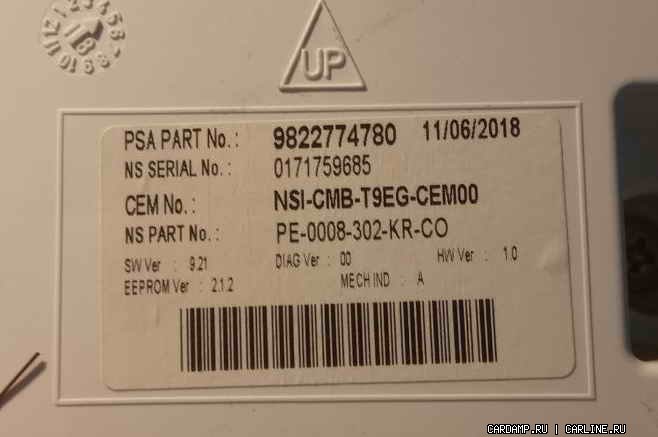 UP
PSA PART No. : 9822774780 11/06/2018
NS SERIAL No. : 0171759685
CEM No. : NSI-CMB-T9EG-CEM00
NS PART No. : PE-0008-302-KR-CO
SW Ver : 9.21 DIAG Ver : 00 HW Ver : 1.0
EEPROM Ver : 2.1.2 MECH IND : A
CARDAMP.RU | CARLINE.RU